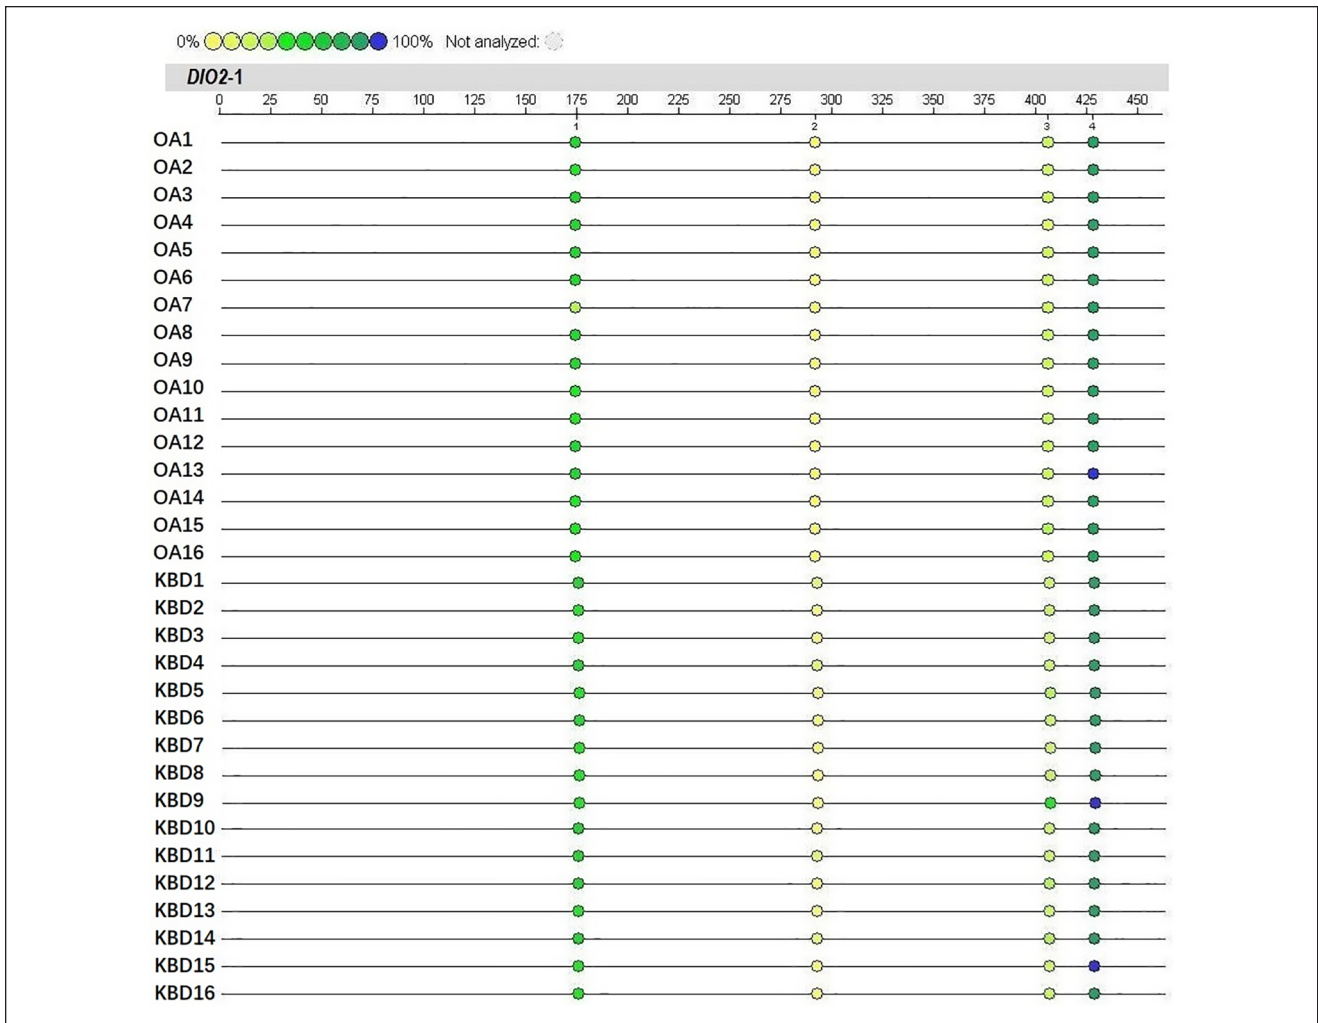 0% 100% Not analyzed:
DIO2-1
0 25 50 75 100 125 150 175 200 225 250 275 300 325 350 375 400 425 450
1 2 3 4
OA1
OA2
OA3
OA4
OA5
OA6
OA7
OA8
OA9
OA10
OA11
OA12
OA13
OA14
OA15
OA16
KBD1
KBD2
KBD3
KBD4
KBD5
KBD6
KBD7
KBD8
KBD9
KBD10
KBD11
KBD12
KBD13
KBD14
KBD15
KBD16